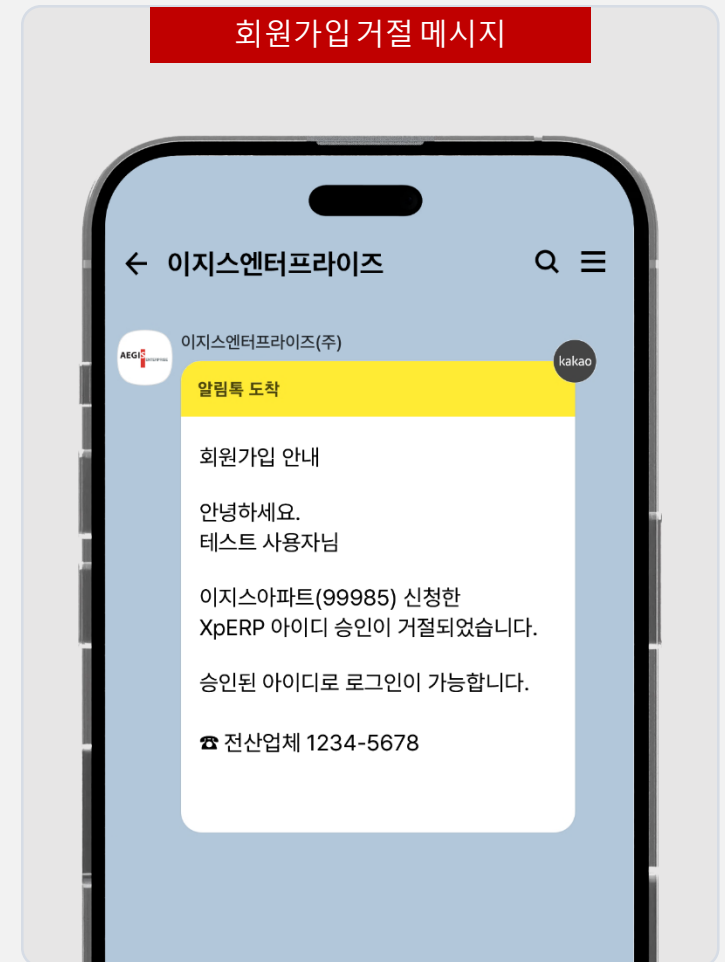 회원가입 거절 메시지
이지스엔터프라이즈
이지스엔터프라이즈(주)
AEGIS
kakao
알림톡 도착
회원가입 안내
안녕하세요.
테스트 사용자님
이지스아파트(99985) 신청한
XpERP 아이디 승인이 거절되었습니다.
승인된 아이디로 로그인이 가능합니다.
☎ 전산업체 1234-5678